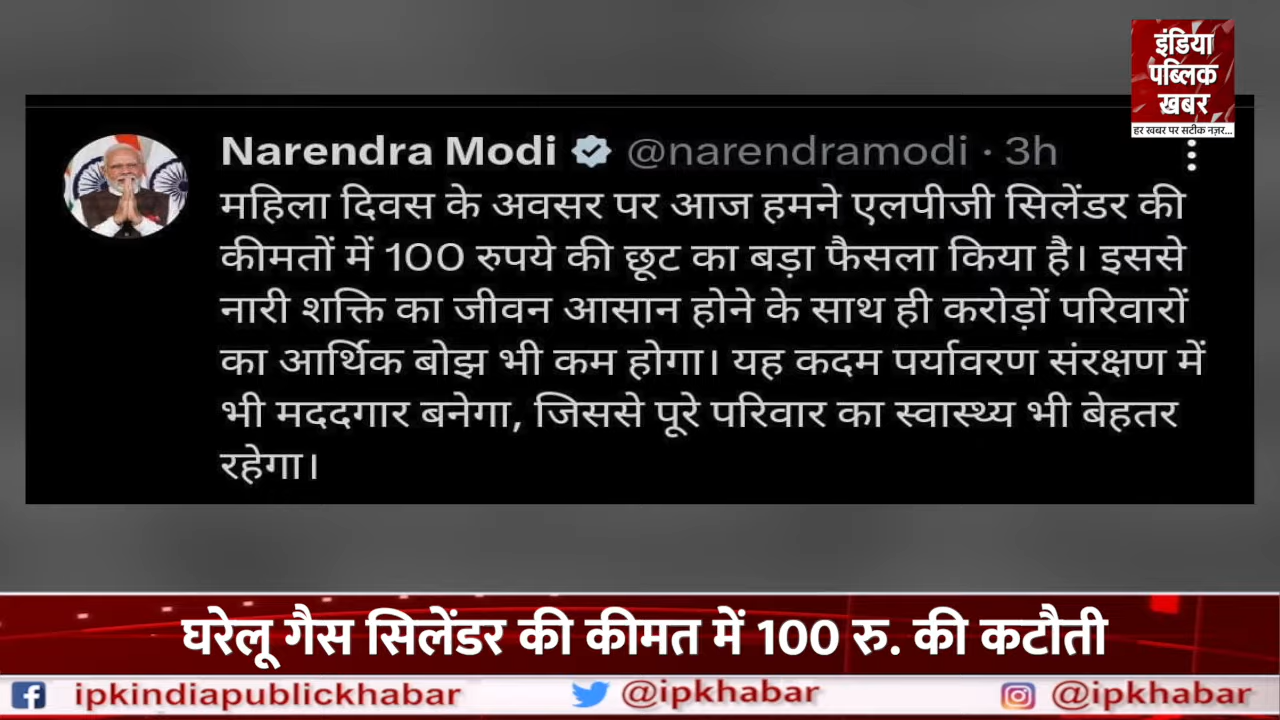 इंडिया
पब्लिक
ख़बर
हर खबर पर सटीक नज़र...
Narendra Modi @narendramodi · 3h
महिला दिवस के अवसर पर आज हमने एलपीजी सिलेंडर की
कीमतों में 100 रुपये की छूट का बड़ा फैसला किया है। इससे
नारी शक्ति का जीवन आसान होने के साथ ही करोड़ों परिवारों
का आर्थिक बोझ भी कम होगा। यह कदम पर्यावरण संरक्षण में
भी मददगार बनेगा, जिससे पूरे परिवार का स्वास्थ्य भी बेहतर
रहेगा।
घरेलू गैस सिलेंडर की कीमत में 100 रु. की कटौती
ipkindiapublickhabar @ipkhabar @ipkhabar